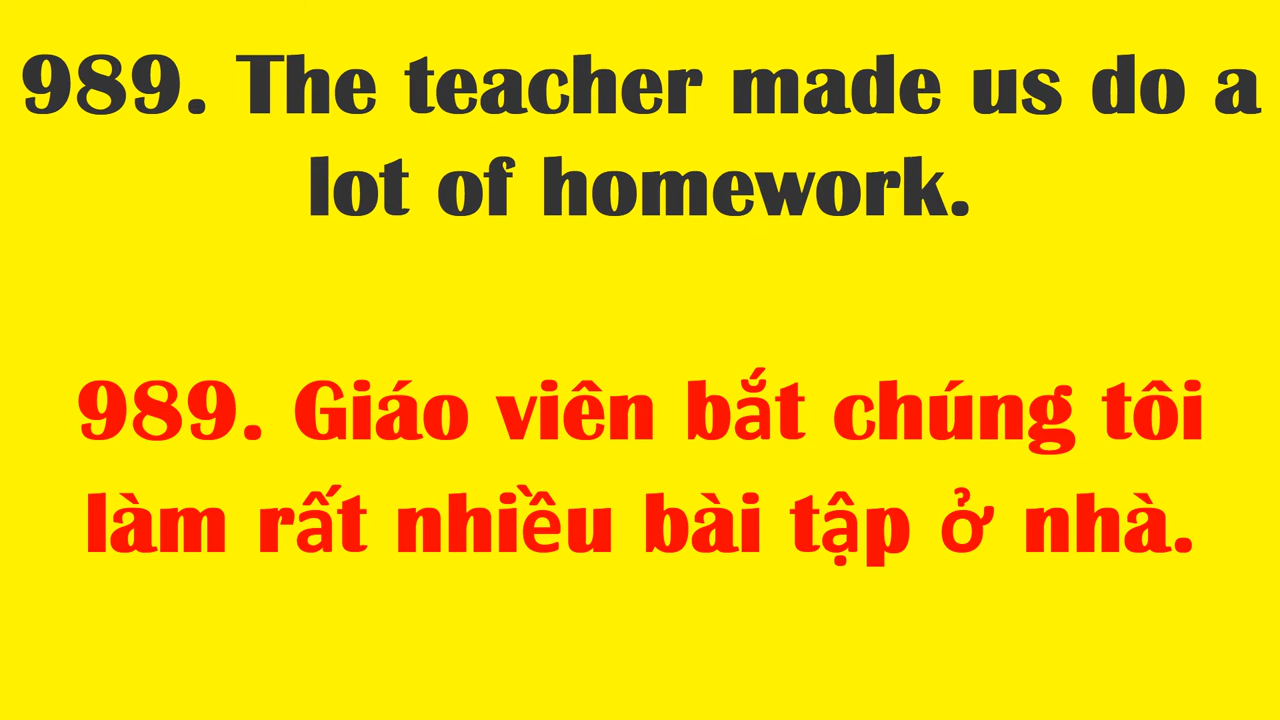 989. The teacher made us do a
lot of homework.
989. Giáo viên bắt chúng tôi
làm rất nhiều bài tập ở nhà.